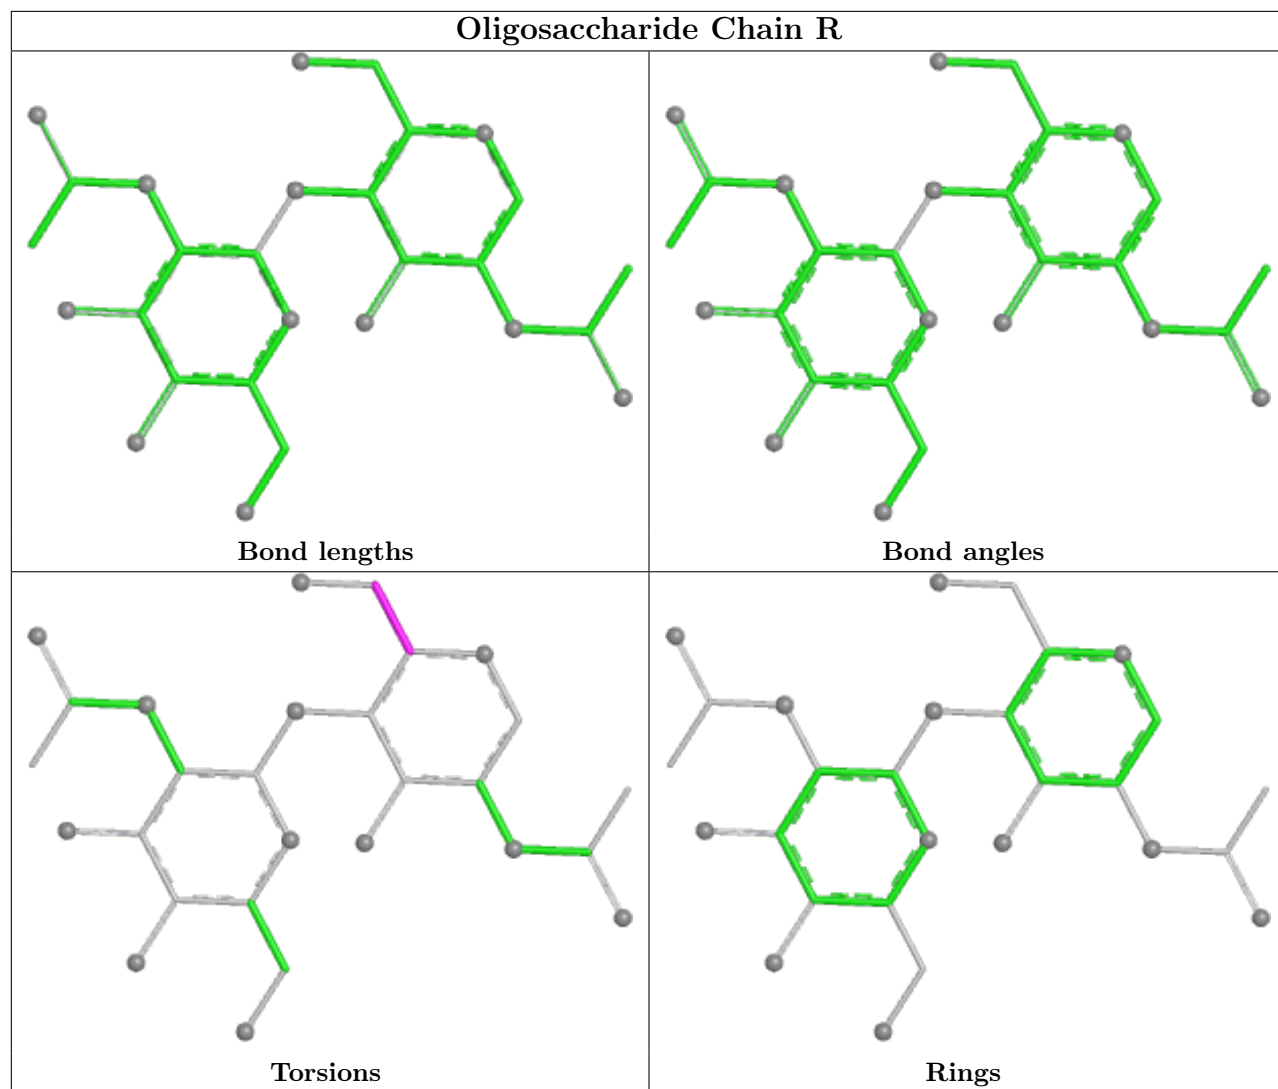 Oligosaccharide Chain R
Bond lengths
Bond angles
Torsions
Rings